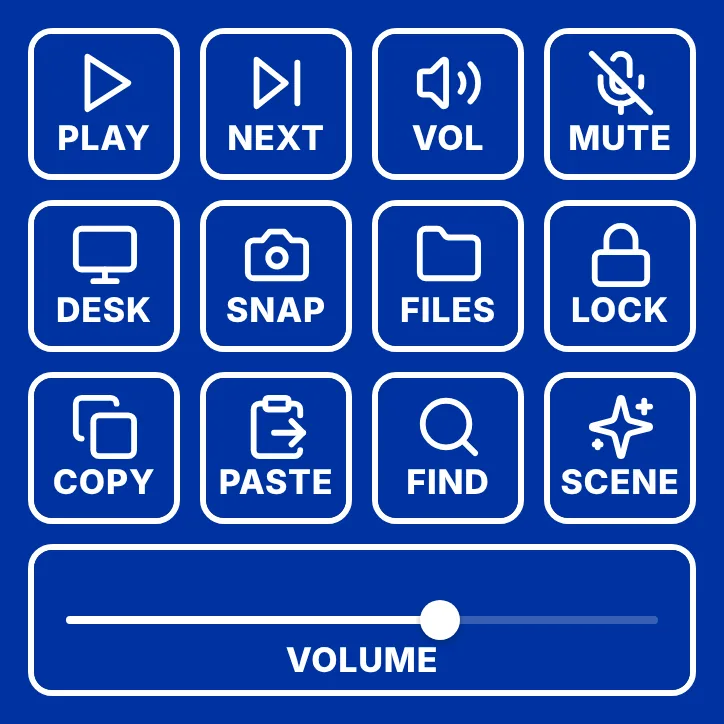 PLAY
NEXT
VOL
MUTE
DESK
SNAP
FILES
LOCK
COPY
PASTE
FIND
SCENE
VOLUME